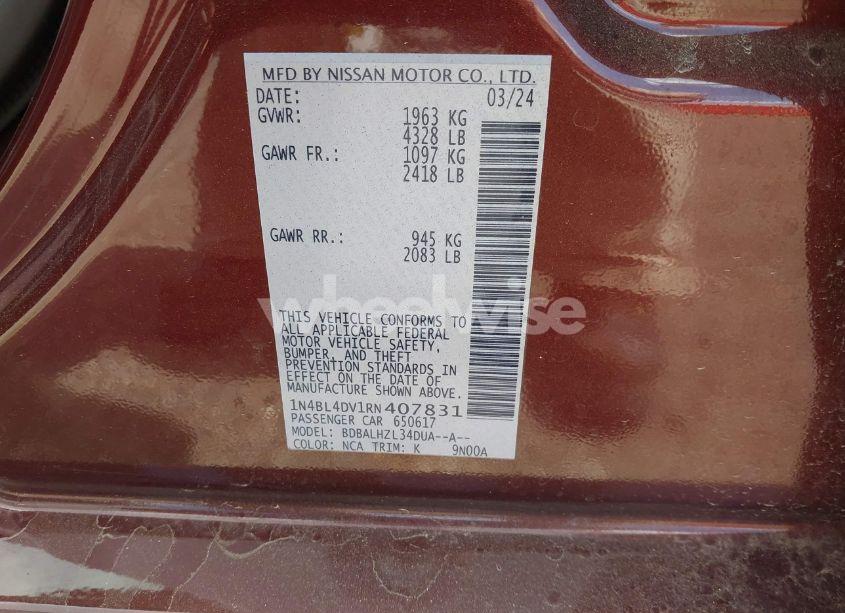 MFD BY NISSAN MOTOR CO., LTD.
DATE: 03/24
GVWR: 1963 KG
4328 LB
GAWR FR.: 1097 KG
2418 LB
GAWR RR.: 945 KG
2083 LB
wheelwise
THIS VEHICLE CONFORMS TO
ALL APPLICABLE FEDERAL
MOTOR VEHICLE SAFETY,
BUMPER, AND THEFT
PREVENTION STANDARDS IN
EFFECT ON THE DATE OF
MANUFACTURE SHOWN ABOVE.
1N4BL4DV1RN407831
PASSENGER CAR 650617
MODEL: BDBALHZL34DUA--A--
COLOR: NCA TRIM: K 9N00A